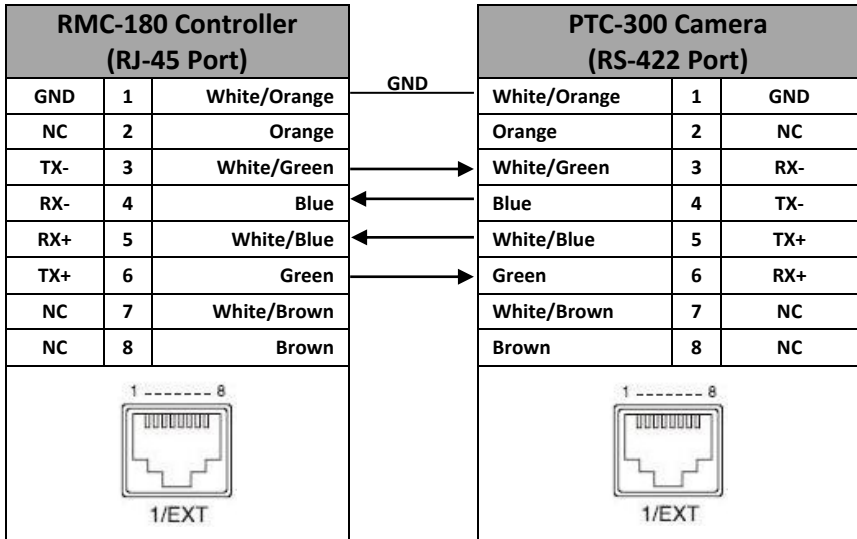 RMC-180 Controller
(RJ-45 Port)
PTC-300 Camera
(RS-422 Port)
GND 1 White/Orange GND White/Orange 1 GND
NC 2 Orange Orange 2 NC
TX- 3 White/Green White/Green 3 RX-
RX- 4 Blue Blue 4 TX-
RX+ 5 White/Blue White/Blue 5 TX+
TX+ 6 Green Green 6 RX+
NC 7 White/Brown White/Brown 7 NC
NC 8 Brown Brown 8 NC
1 -------- 8
1/EXT
1 -------- 8
1/EXT